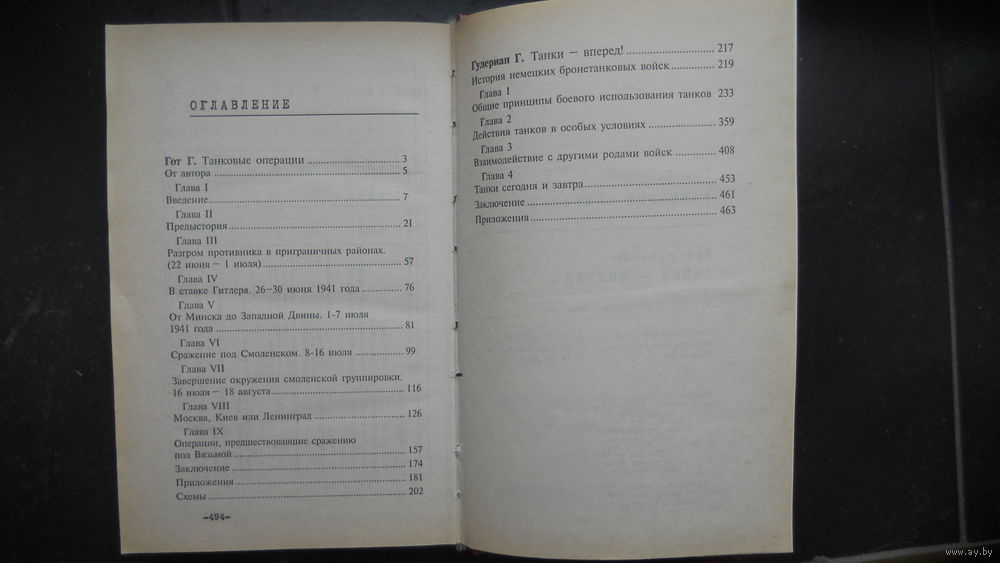 ОГЛАВЛЕНИЕ
Гот Г. Танковые операции ........ 3
От автора ........ 5
Глава I
Введение ........ 7
Глава II
Предыстория ........ 21
Глава III
Разгром противника в приграничных районах.
(22 июня — 1 июля) ........ 57
Глава IV
В ставке Гитлера. 26—30 июня 1941 года ........ 76
Глава V
От Минска до Западной Двины. 1-7 июля
1941 года ........ 81
Глава VI
Сражение под Смоленском. 8-16 июля ........ 99
Глава VII
Завершение окружения смоленской группировки.
16 июля — 18 августа ........ 116
Глава VIII
Москва, Киев или Ленинград ........ 126
Глава IX
Операции, предшествовавшие сражению
под Вязьмой ........ 157
Заключение ........ 174
Приложения ........ 181
Схемы ........ 202
—494—
Гудериан Г. Танки — вперед! ........ 217
История немецких бронетанковых войск ........ 219
Глава 1
Общие принципы боевого использования танков 233
Глава 2
Действия танков в особых условиях ........ 359
Глава 3
Взаимодействие с другими родами войск ........ 408
Глава 4
Танки сегодня и завтра ........ 453
Заключение ........ 461
Приложения ........ 463
www.ay.by